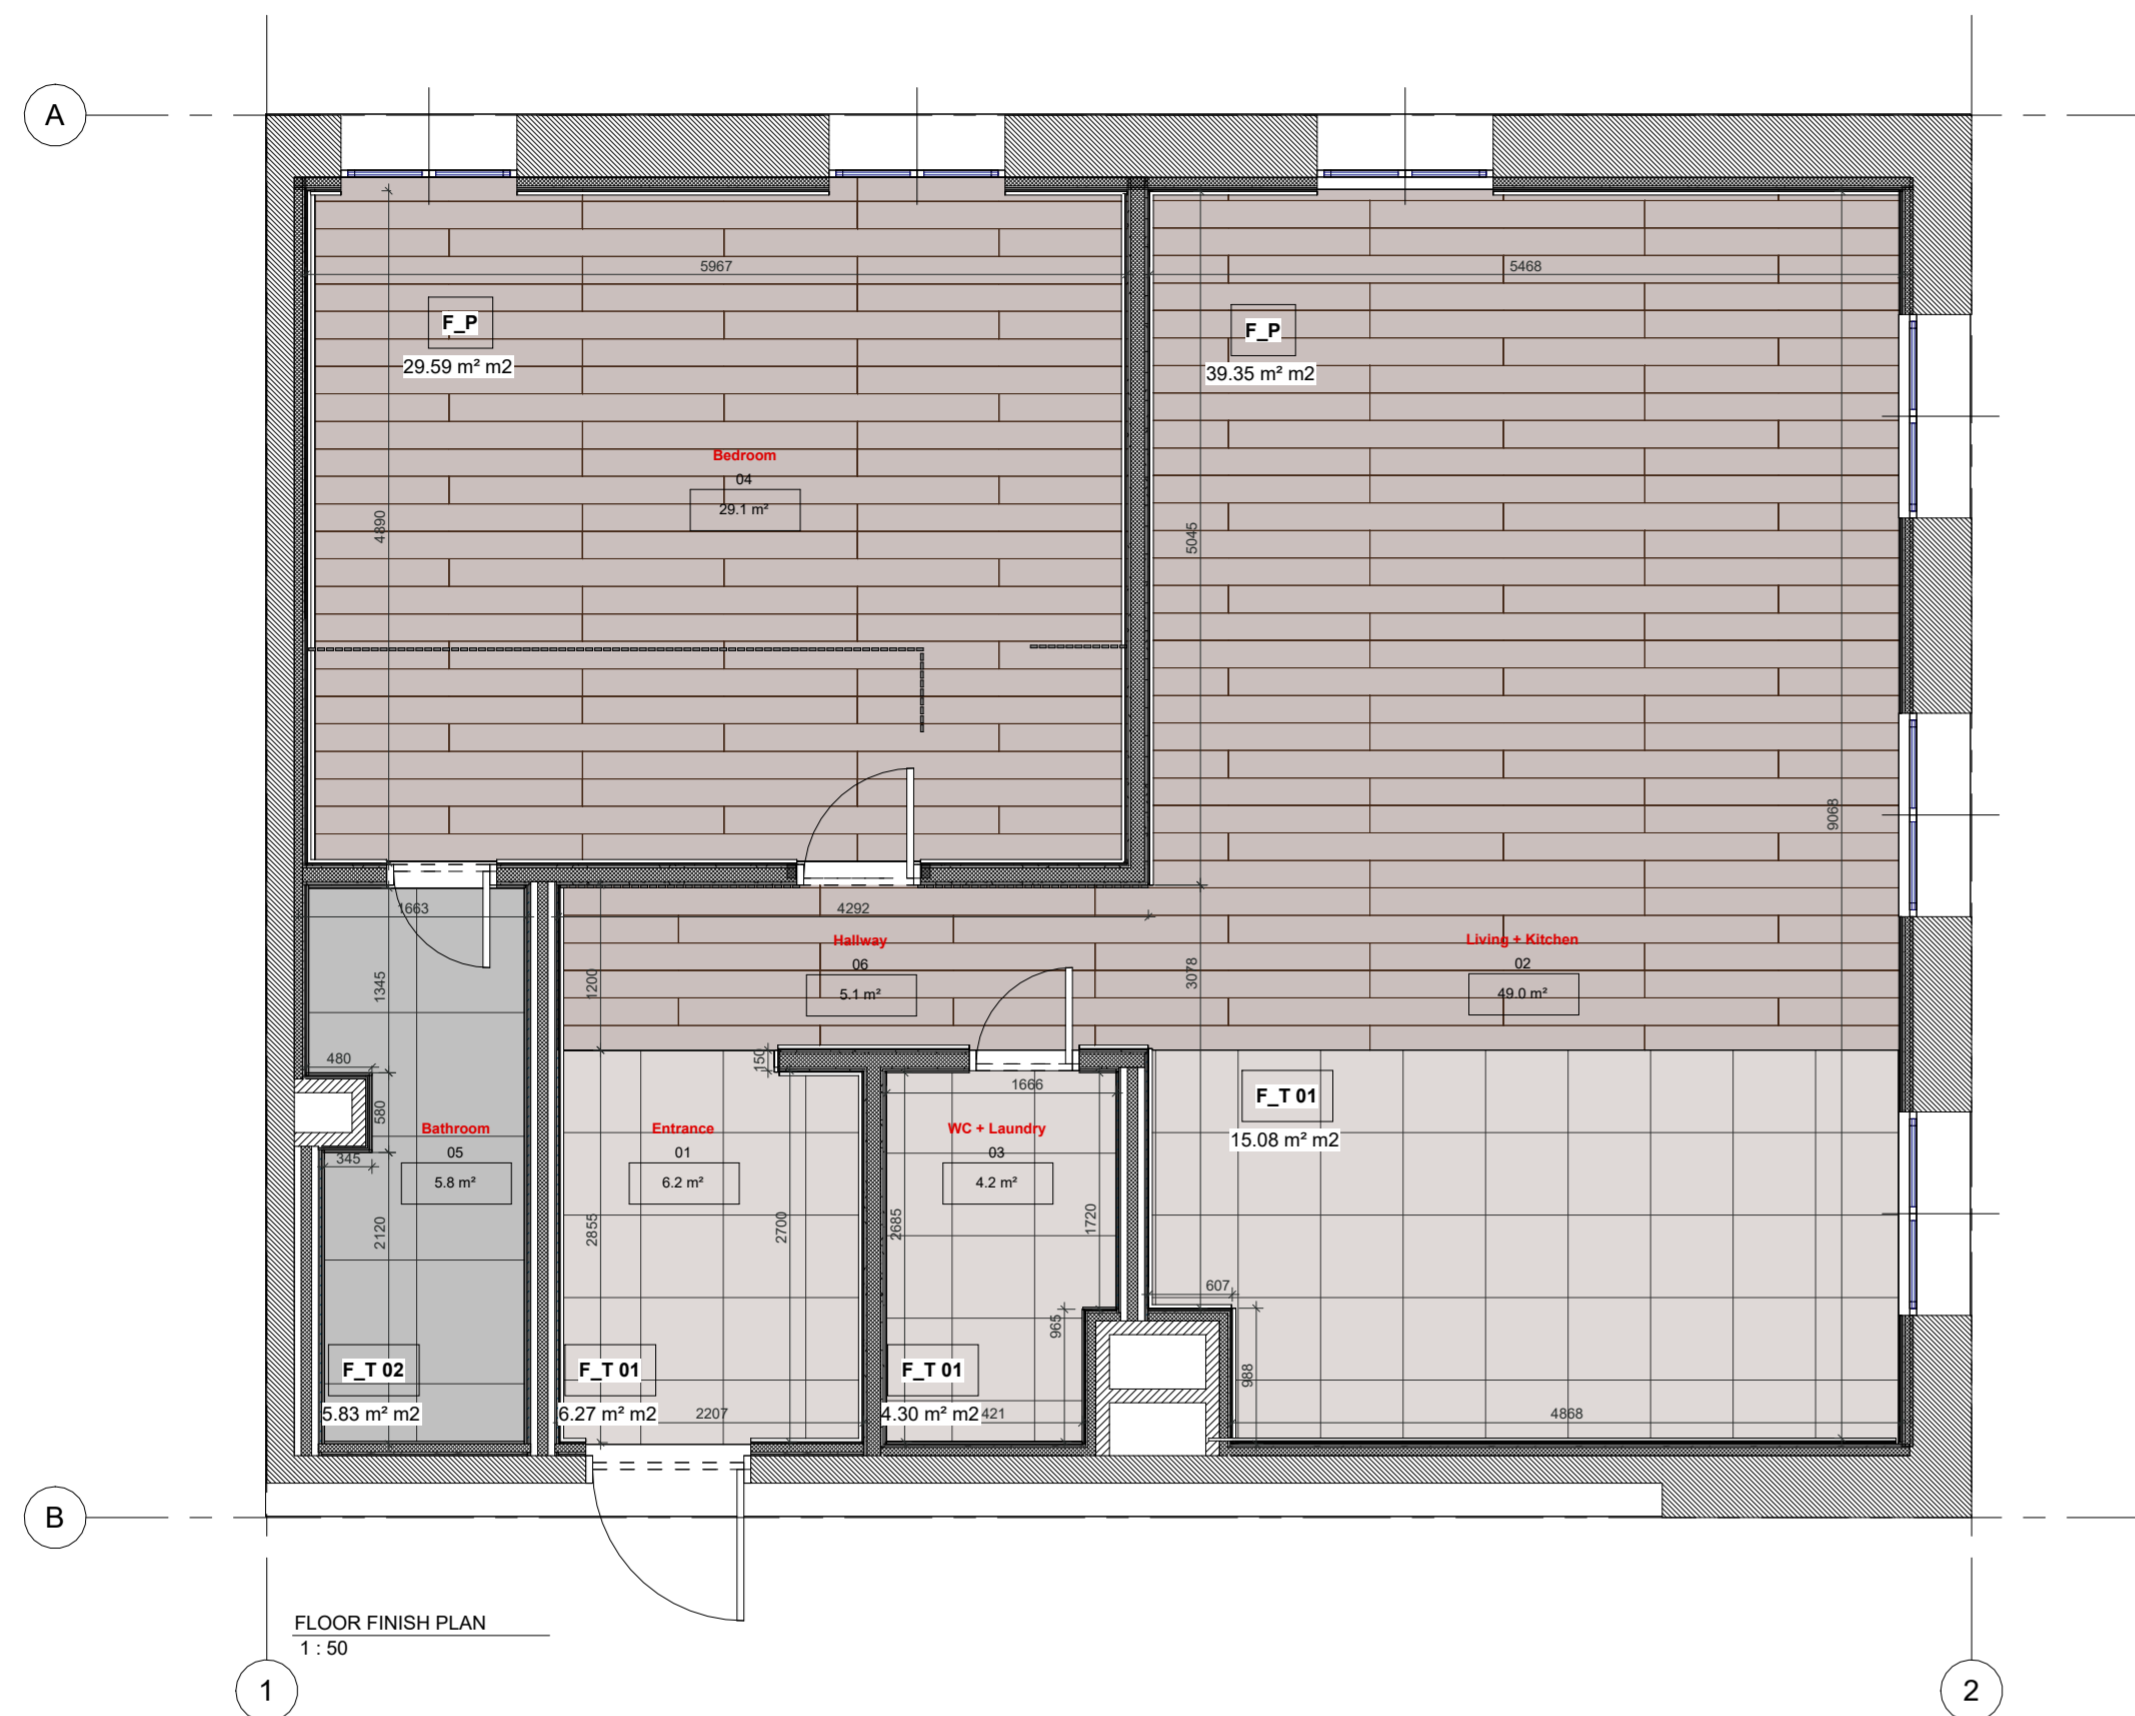 A
5967
5468
F_P
29.59 m² m2
F_P
39.35 m² m2
Bedroom
04
29.1 m²
4890
5045
9068
1663
4292
Hallway
06
5.1 m²
Living + Kitchen
02
49.0 m²
1345
1200
3078
480
580
150
1666
F_T 01
15.08 m² m2
Bathroom
05
5.8 m²
Entrance
01
6.2 m²
WC + Laundry
03
4.2 m²
345
2120
2855
2700
2685
1720
607
965
988
F_T 02
5.83 m² m2
F_T 01
6.27 m² m2
2207
F_T 01
4.30 m² m2
421
4868
B
FLOOR FINISH PLAN
1 : 50
1
2